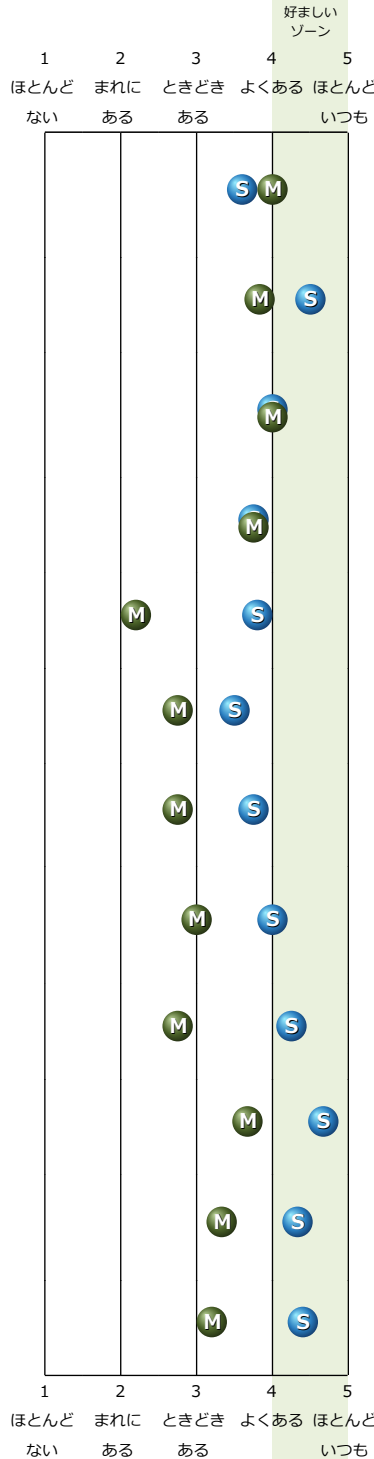 好ましい
ゾーン
1 2 3 4 5
ほとんど まれに ときどき よくある ほとんど
ない ある ある いつも
S M
M S
M
M
M S
M S
M S
M S
M S
M S
M S
M S
1 2 3 4 5
ほとんど まれに ときどき よくある ほとんど
ない ある ある いつも